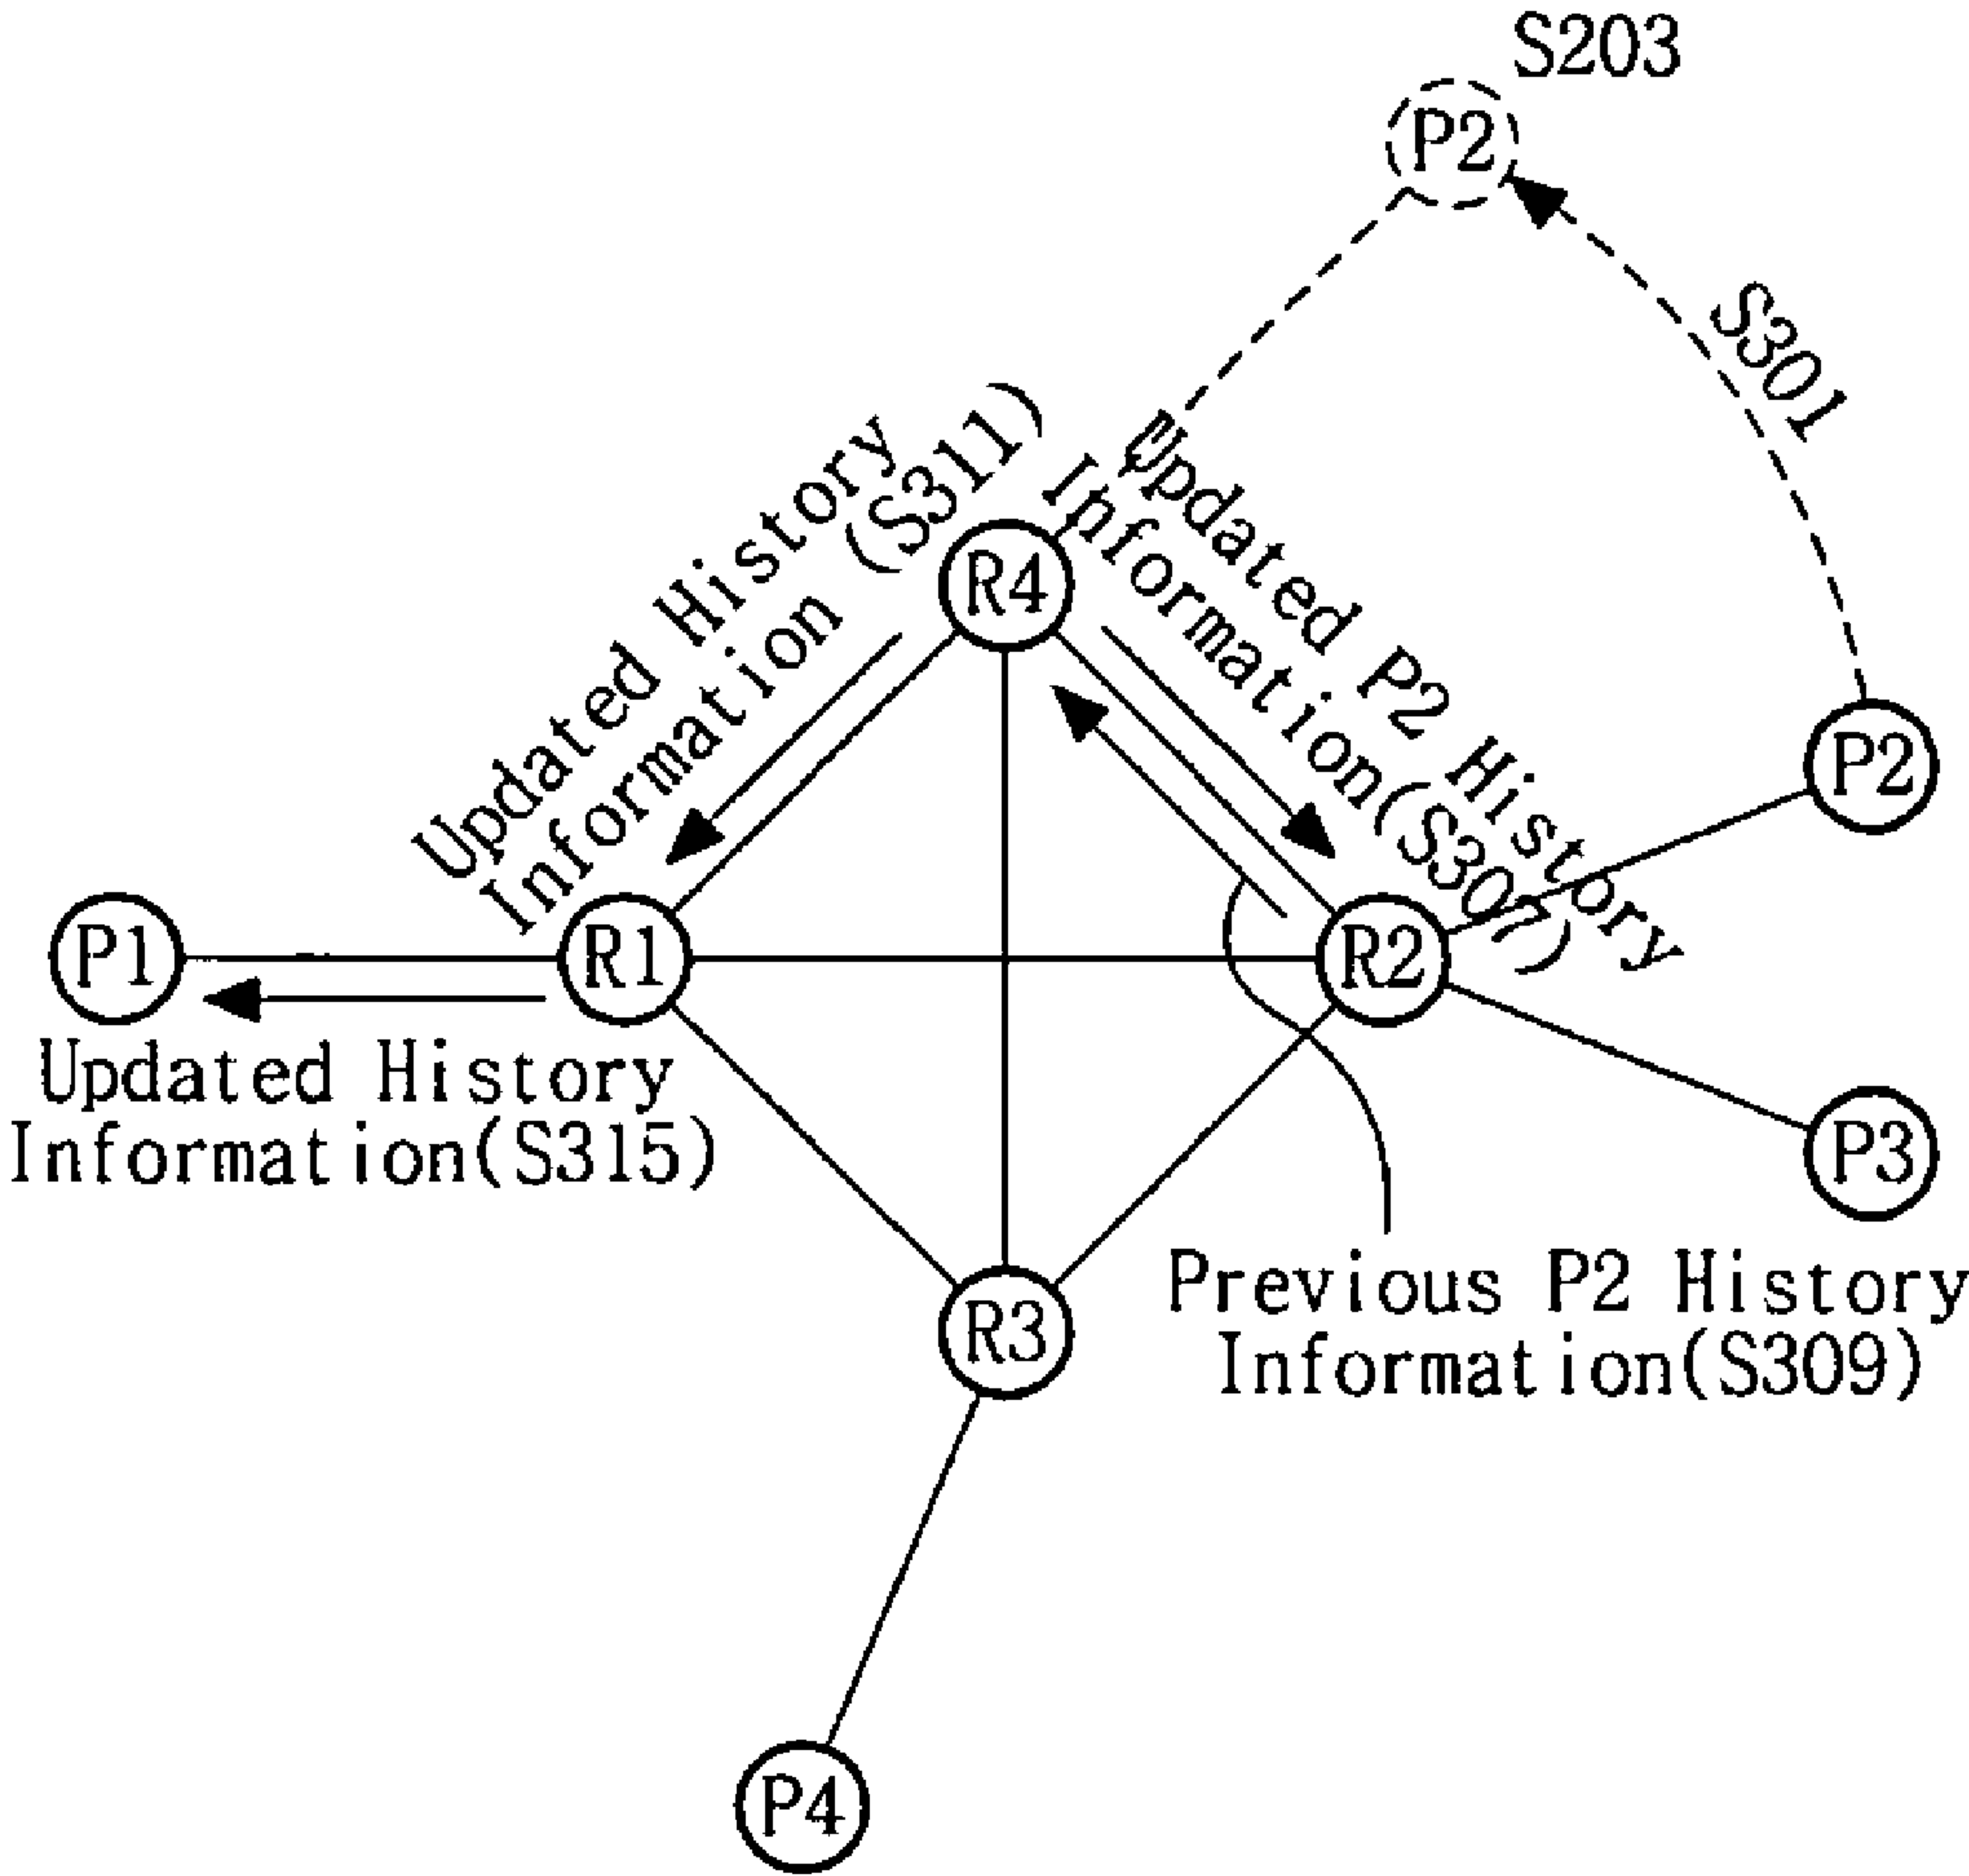 S203
P2
S301
Updated History
Information (S311)
Updated P2 History
Information(S307)
R4
P2
P1
R1
R2
Updated History
Information(S315)
P3
Previous P2 History
Information(S309)
R3
P4